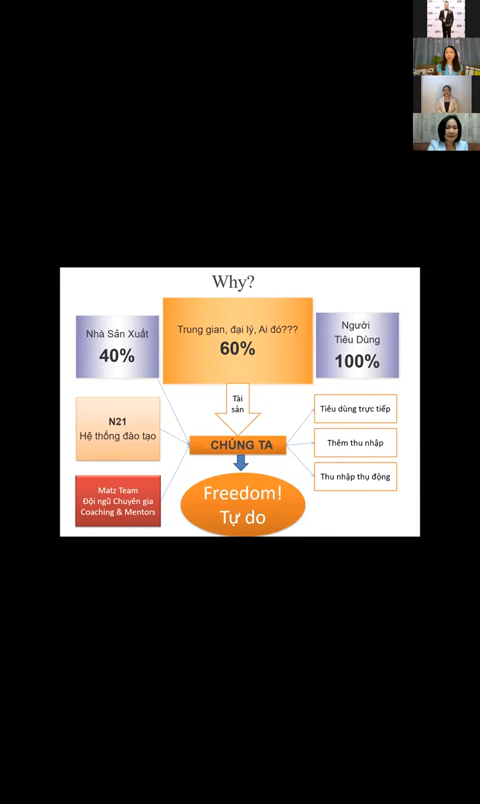 Why?
Nhà Sản Xuất
40%
Trung gian, đại lý, Ai đó???
60%
Người
Tiêu Dùng
100%
Tài
sản
N21
Hệ thống đào tạo
CHÚNG TA
Tiêu dùng trực tiếp
Thêm thu nhập
Thu nhập thụ động
Matz Team
Đội ngũ Chuyên gia
Coaching & Mentors
Freedom!
Tự do